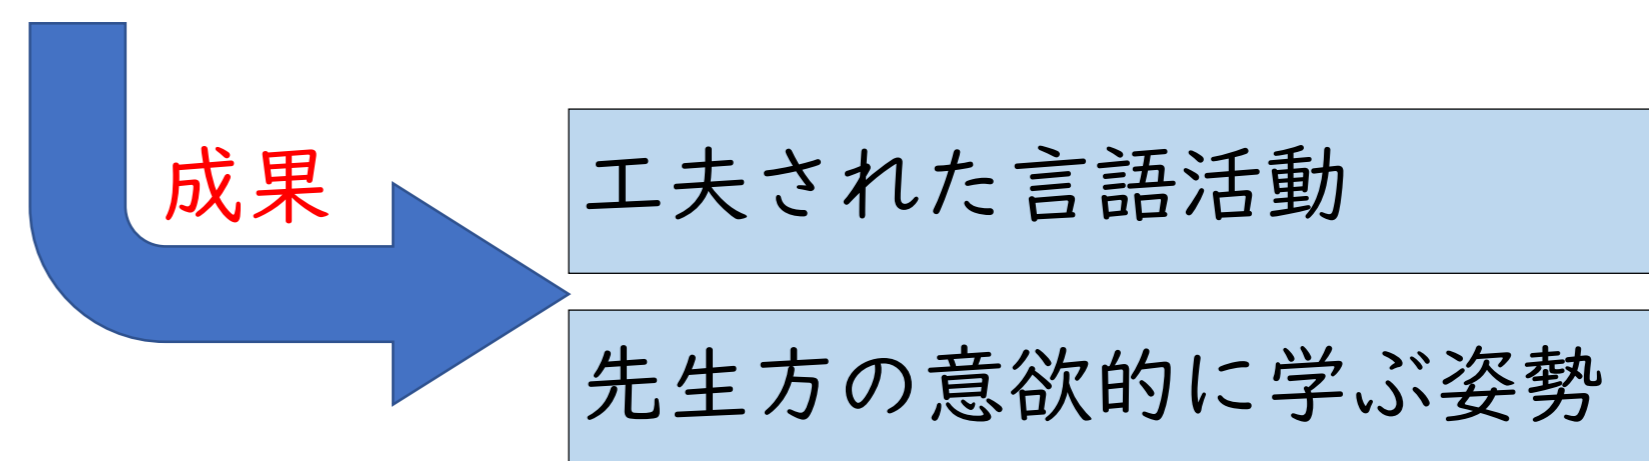 成果
工夫された言語活動
先生方の意欲的に学ぶ姿勢